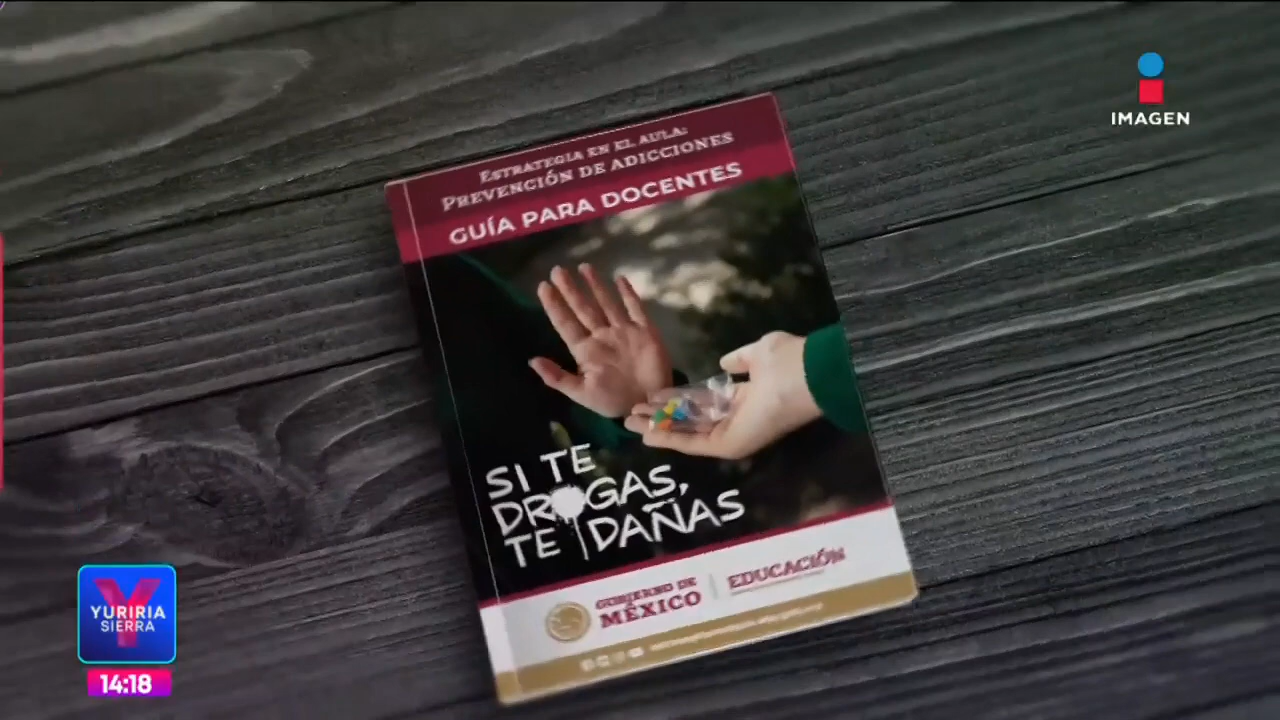 IMAGEN
ESTRATEGIA EN EL AULA:
PREVENCIÓN DE ADICCIONES
GUÍA PARA DOCENTES
SI TE
DROGAS,
TE DAÑAS
GOBIERNO DE
MÉXICO
EDUCACIÓN
YURIRIA
SIERRA
14:18